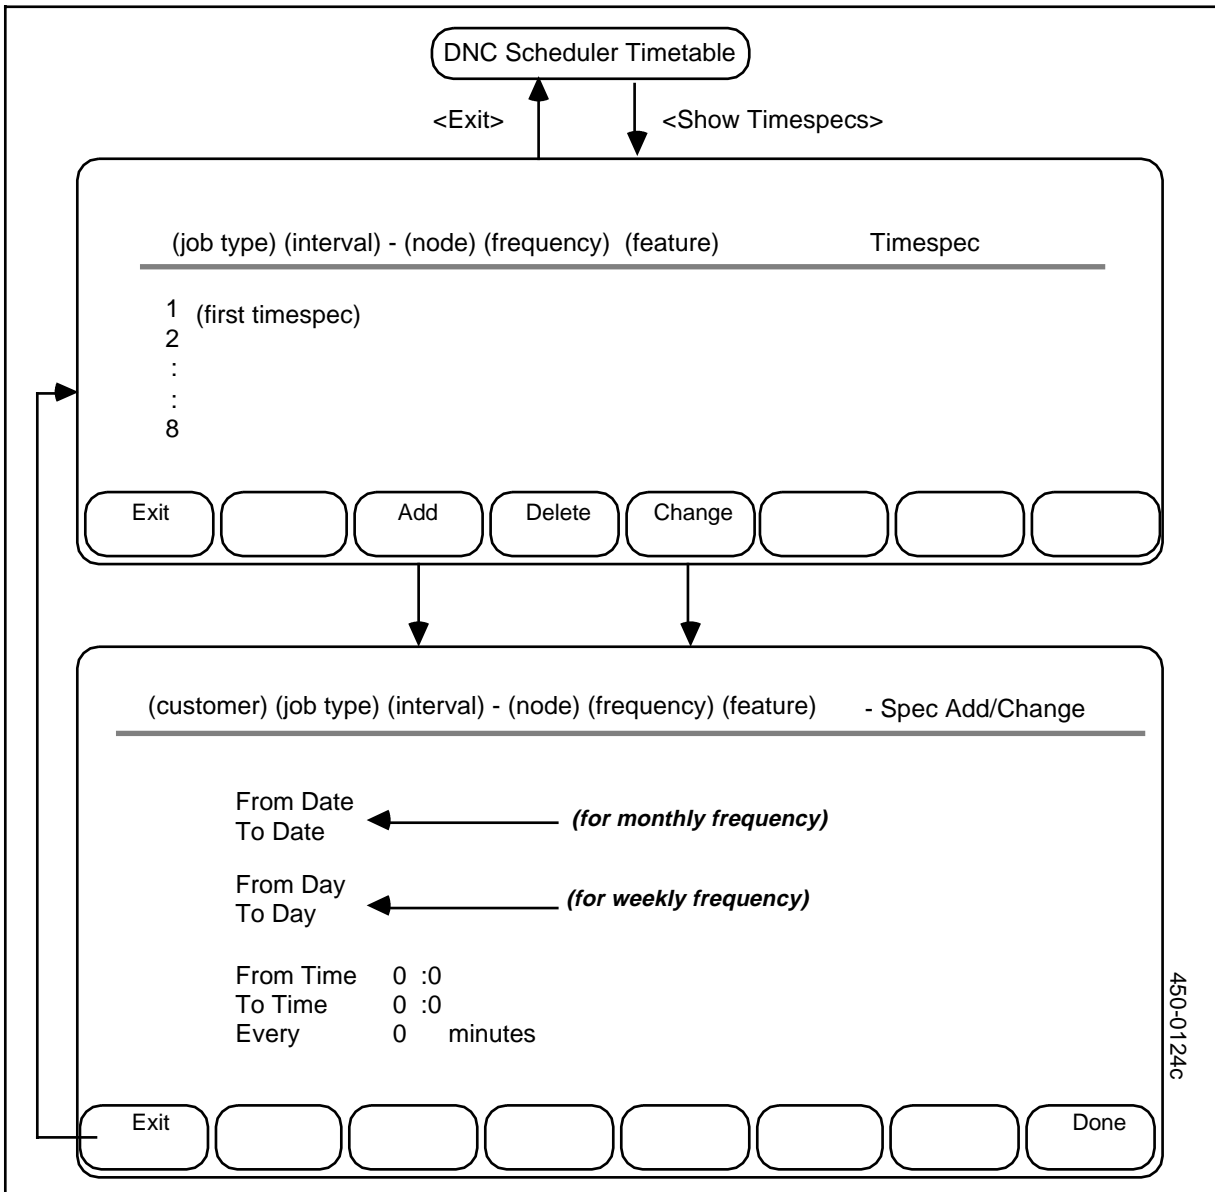 DNC Scheduler Timetable
<Exit> <Show Timespecs>
(job type) (interval) - (node) (frequency) (feature) Timespec
1 (first timespec)
2
:
:
8
Exit Add Delete Change
(customer) (job type) (interval) - (node) (frequency) (feature) - Spec Add/Change
From Date
To Date
(for monthly frequency)
From Day
To Day
(for weekly frequency)
From Time 0 :0
To Time 0 :0
Every 0 minutes
Exit Done
450-0124c